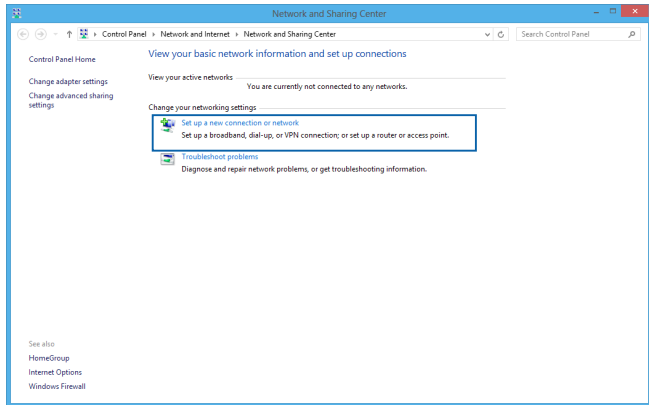 Network and Sharing Center
Control Panel ▸ Network and Internet ▸ Network and Sharing Center
Search Control Panel
Control Panel Home
Change adapter settings
Change advanced sharing
settings
View your basic network information and set up connections
View your active networks
You are currently not connected to any networks.
Change your networking settings
Set up a new connection or network
Set up a broadband, dial-up, or VPN connection; or set up a router or access point.
Troubleshoot problems
Diagnose and repair network problems, or get troubleshooting information.
See also
HomeGroup
Internet Options
Windows Firewall